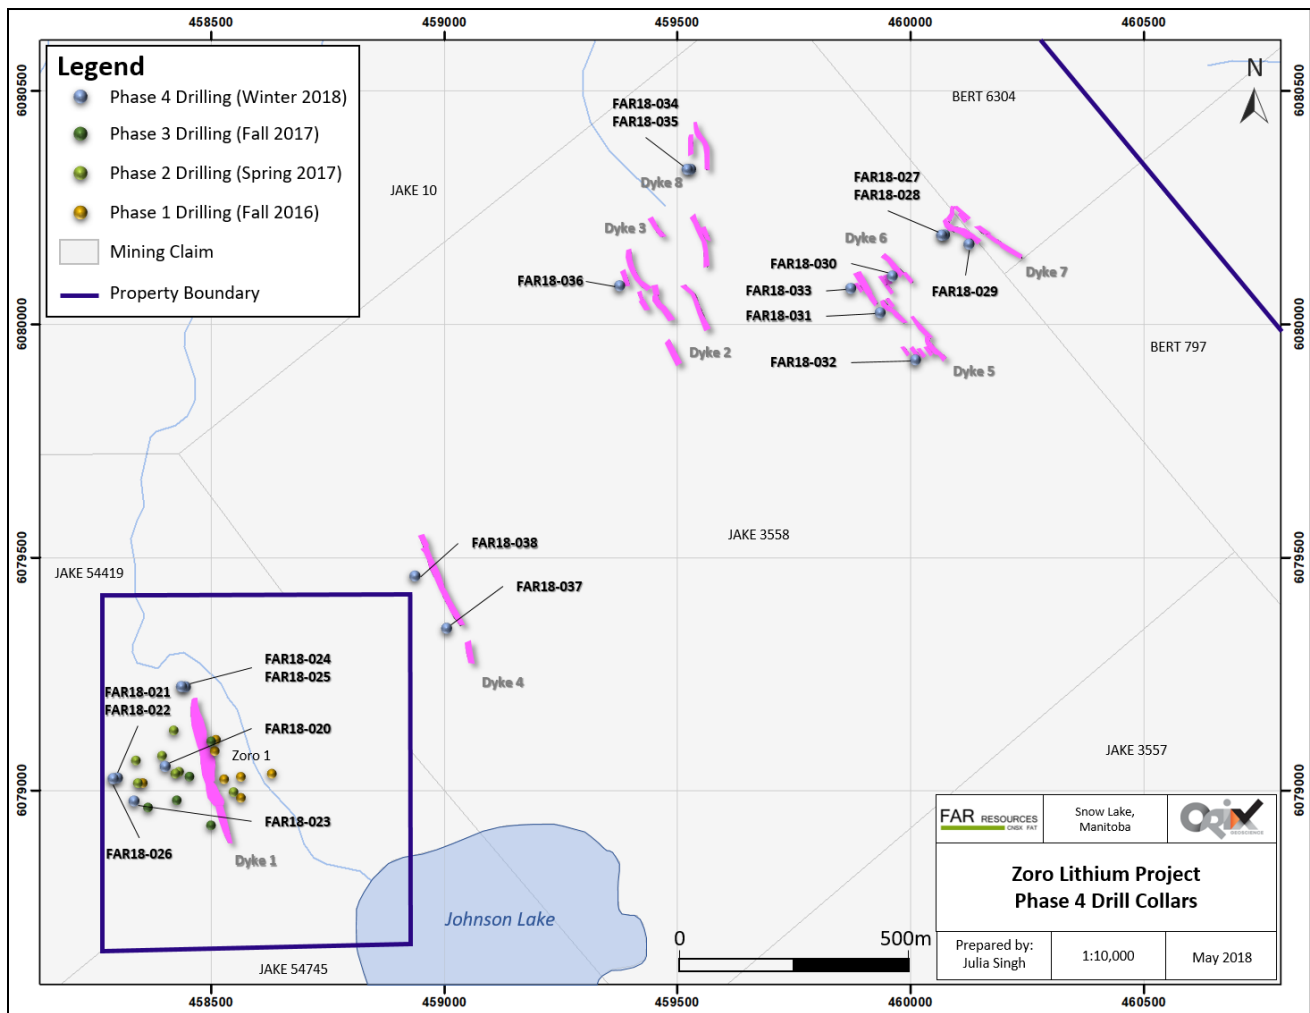 458500
459000
459500
460000
460500
6080500
6080000
6079500
6079000
6080500
6080000
6079500
6079000
Legend
Phase 4 Drilling (Winter 2018)
Phase 3 Drilling (Fall 2017)
Phase 2 Drilling (Spring 2017)
Phase 1 Drilling (Fall 2016)
Mining Claim
Property Boundary
N
BERT 6304
FAR18-034
FAR18-035
JAKE 10
Dyke 8
FAR18-027
FAR18-028
Dyke 3
Dyke 6
FAR18-030
Dyke 7
FAR18-036
FAR18-033
FAR18-029
FAR18-031
Dyke 2
BERT 797
FAR18-032
Dyke 5
JAKE 3558
FAR18-038
JAKE 54419
FAR18-037
FAR18-024
FAR18-025
Dyke 4
FAR18-021
FAR18-022
FAR18-020
Zoro 1
JAKE 3557
FAR18-023
FAR18-026
Dyke 1
Johnson Lake
JAKE 54745
0
500m
FAR RESOURCES
CNSX FAT
Snow Lake,
Manitoba
ORIX
GEOSCIENCE
Zoro Lithium Project
Phase 4 Drill Collars
Prepared by:
Julia Singh
1:10,000
May 2018
458500
459000
459500
460000
460500